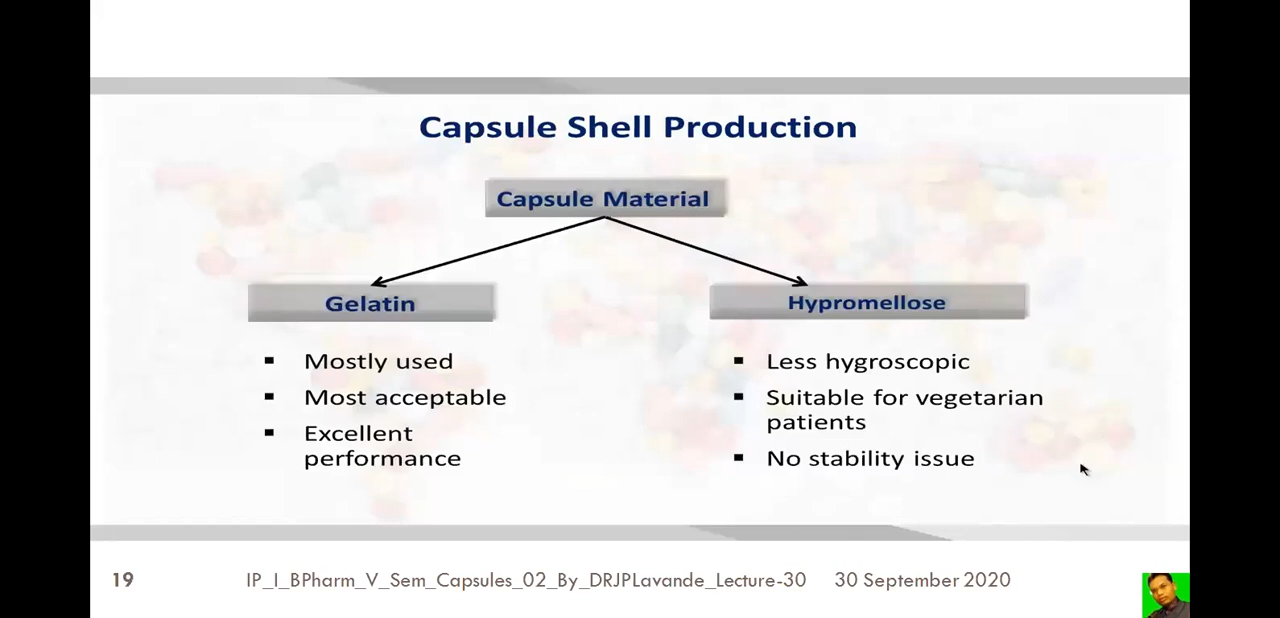 Capsule Shell Production
Capsule Material
Gelatin
▪ Mostly used
▪ Most acceptable
▪ Excellent
performance
Hypromellose
▪ Less hygroscopic
▪ Suitable for vegetarian
patients
▪ No stability issue
19 IP_I_BPharm_V_Sem_Capsules_02_By_DRJPLavande_Lecture-30 30 September 2020